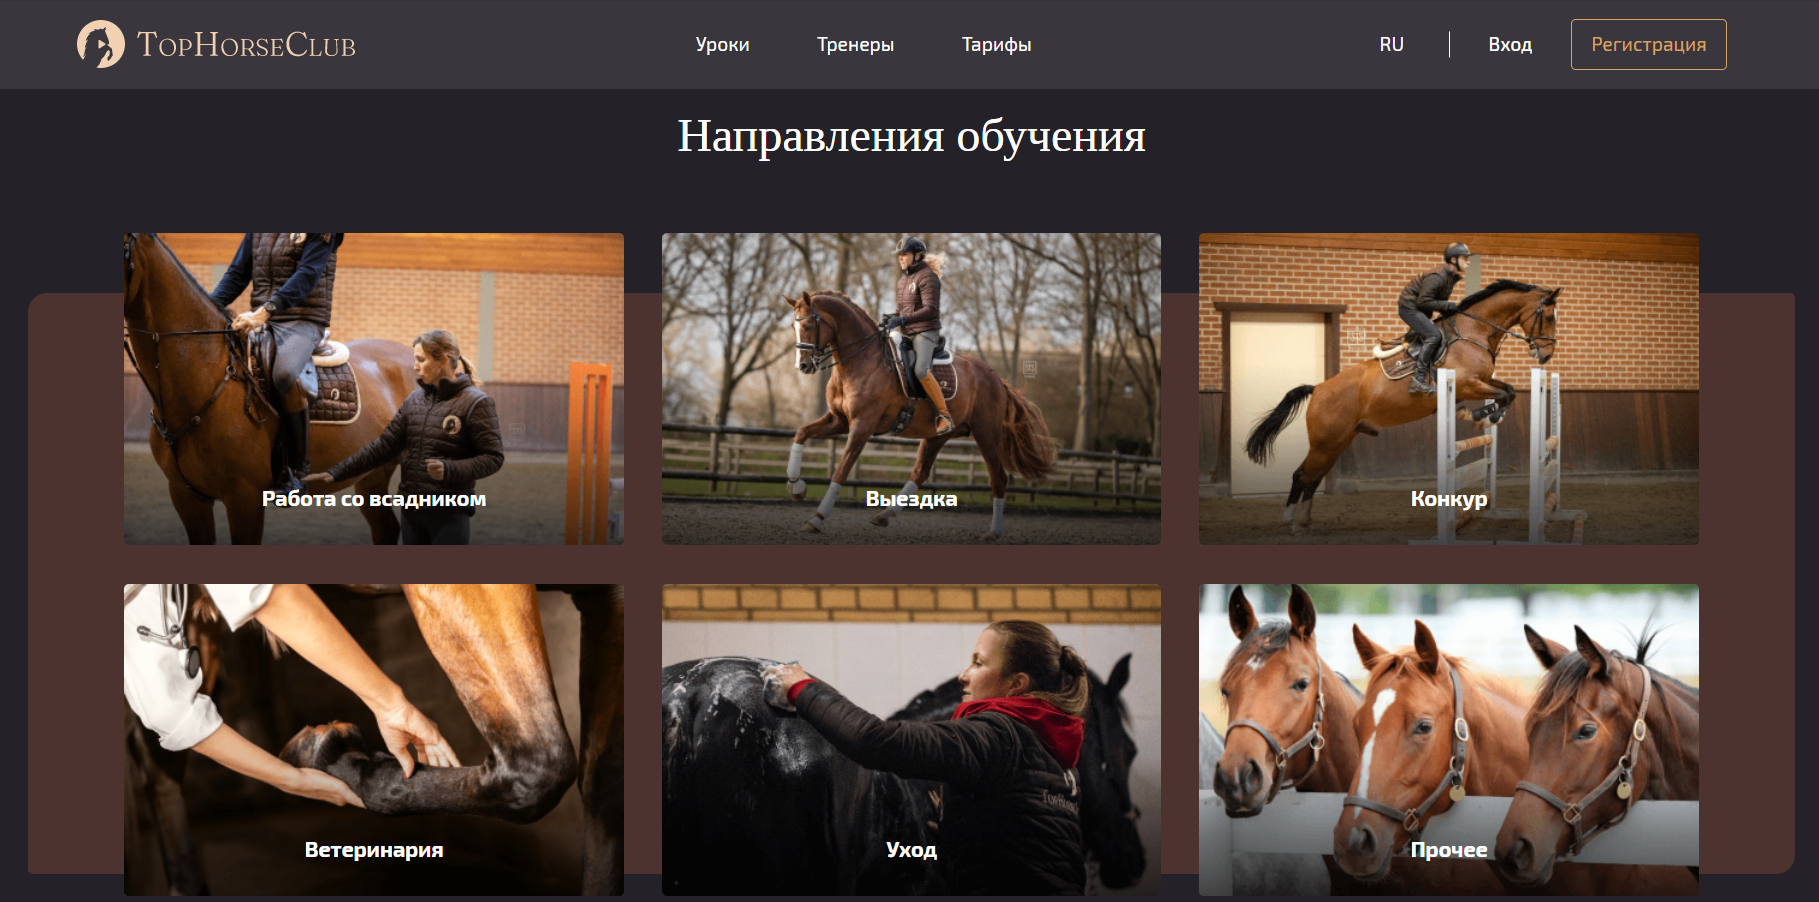 TopHorseClub
Уроки
Тренеры
Тарифы
RU
Вход
Регистрация
Направления обучения
Работа со всадником
Выездка
Конкур
Ветеринария
Уход
Прочее